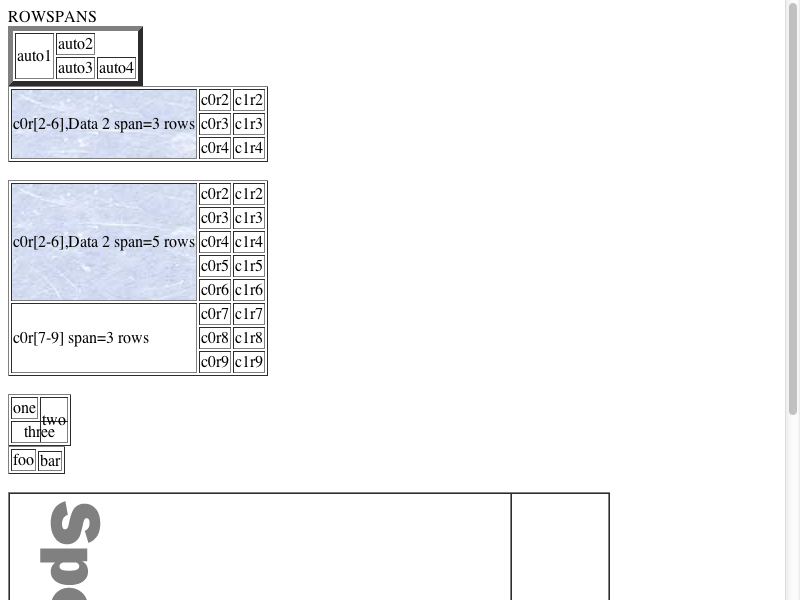 ROWSPANS
auto1 auto2
auto3 auto4
c0r[2-6],Data 2 span=3 rows c0r2 c1r2
c0r3 c1r3
c0r4 c1r4
c0r[2-6],Data 2 span=5 rows c0r2 c1r2
c0r3 c1r3
c0r4 c1r4
c0r5 c1r5
c0r6 c1r6
c0r[7-9] span=3 rows c0r7 c1r7
c0r8 c1r8
c0r9 c1r9
one two
three
foo bar
sp